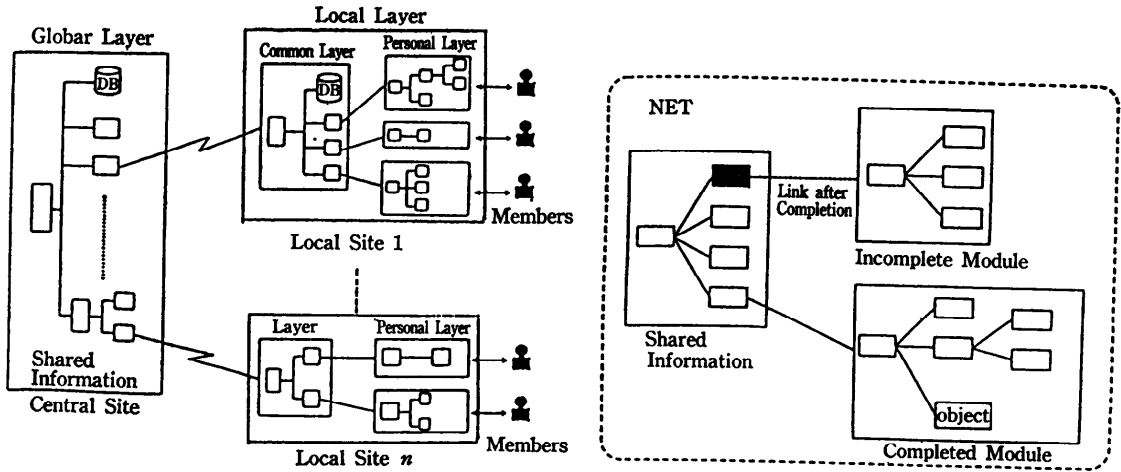 Globar Layer
DB
Shared
Information
Central Site
Local Layer
Common Layer
Personal Layer
DB
Members
Local Site 1
Layer
Personal Layer
Members
Local Site n
NET
Link after
Completion
Incomplete Module
Shared
Information
object
Completed Module